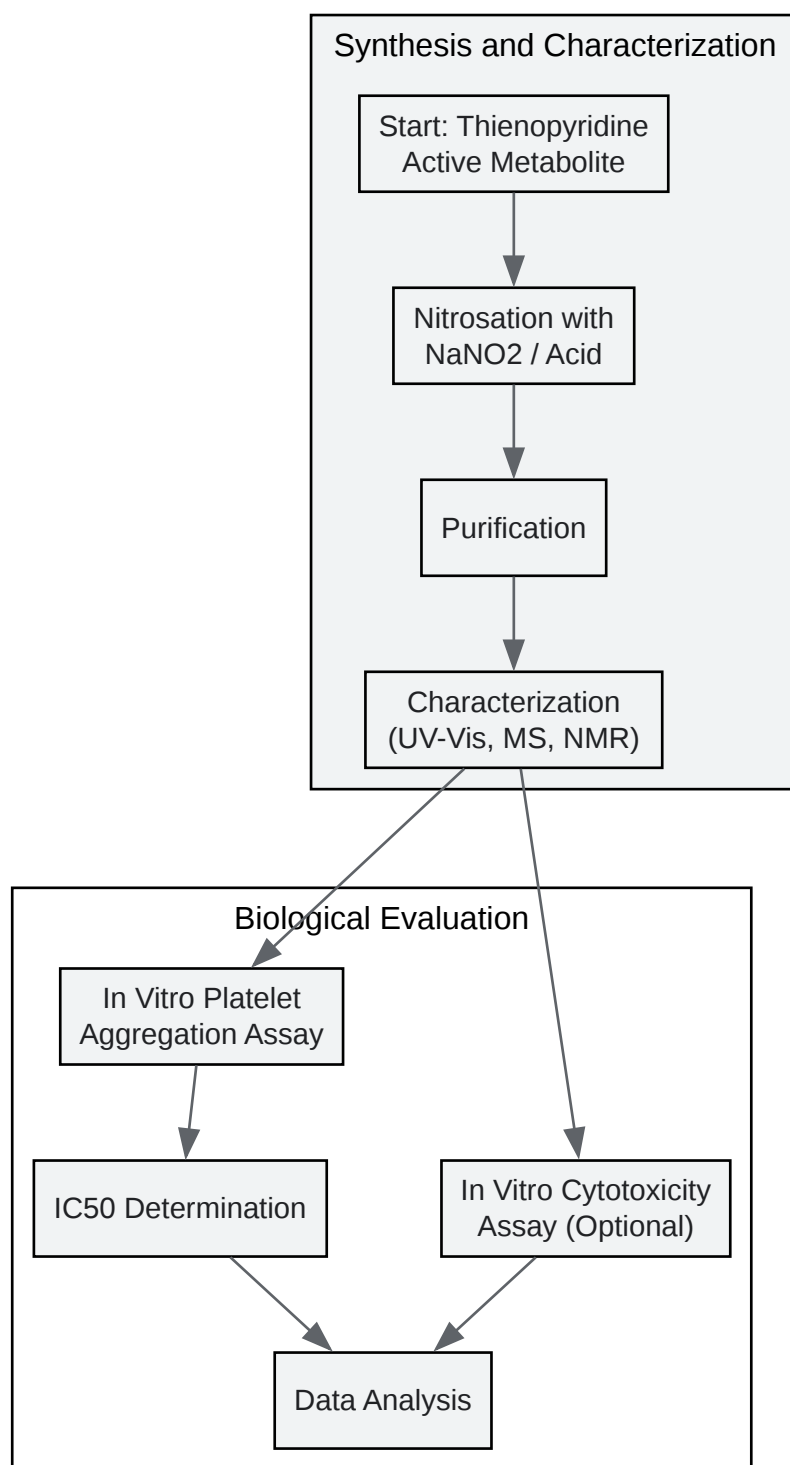 Synthesis and Characterization
Start: Thienopyridine
Active Metabolite
Nitrosation with
NaNO2 / Acid
Purification
Characterization
(UV-Vis, MS, NMR)
Biological Evaluation
In Vitro Platelet
Aggregation Assay
IC50 Determination
In Vitro Cytotoxicity
Assay (Optional)
Data Analysis